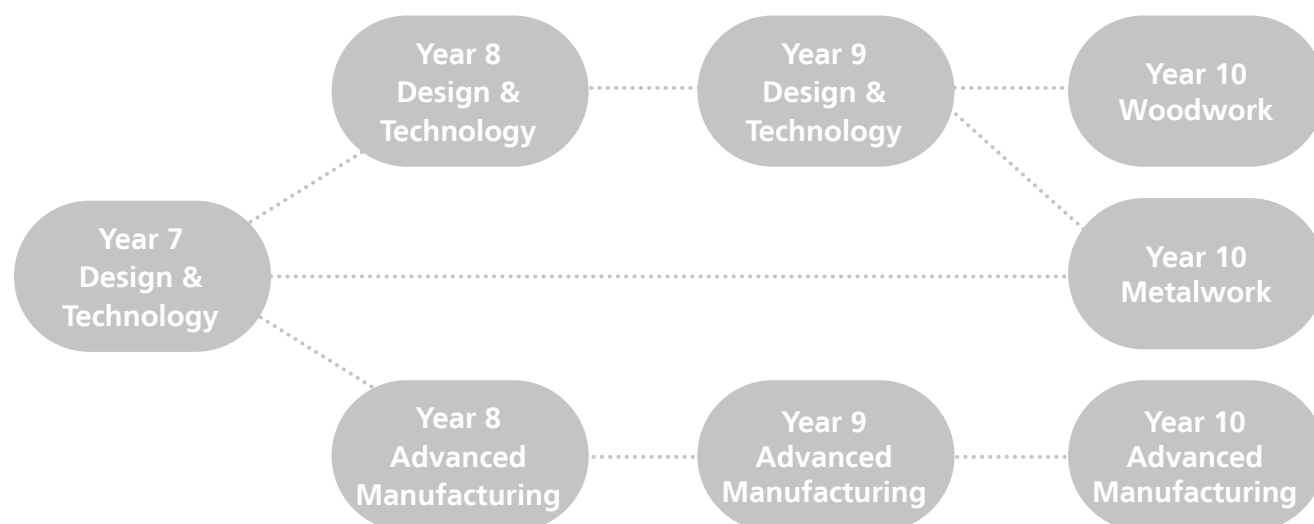 Year 8
Design &
Technology
Year 9
Design &
Technology
Year 10
Woodwork
Year 7
Design &
Technology
Year 10
Metalwork
Year 8
Advanced
Manufacturing
Year 9
Advanced
Manufacturing
Year 10
Advanced
Manufacturing